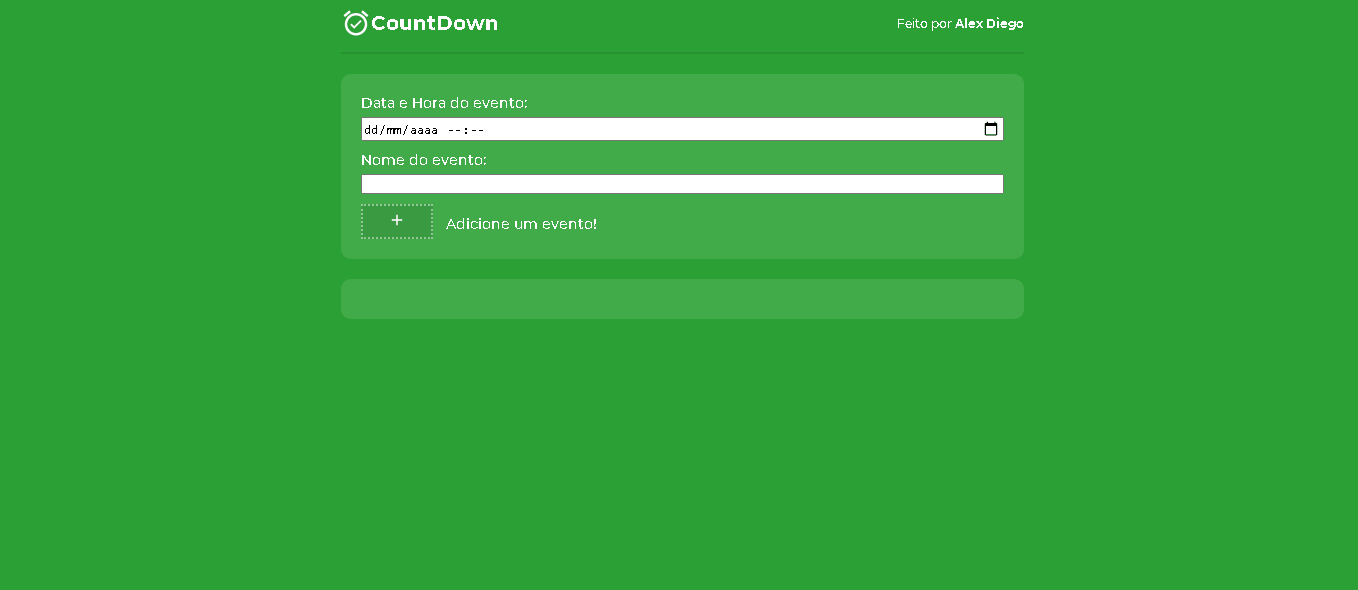 CountDown
Feito por Alex Diego
Data e Hora do evento:
dd/mm/aaaa --:--
Nome do evento:
+
Adicione um evento!